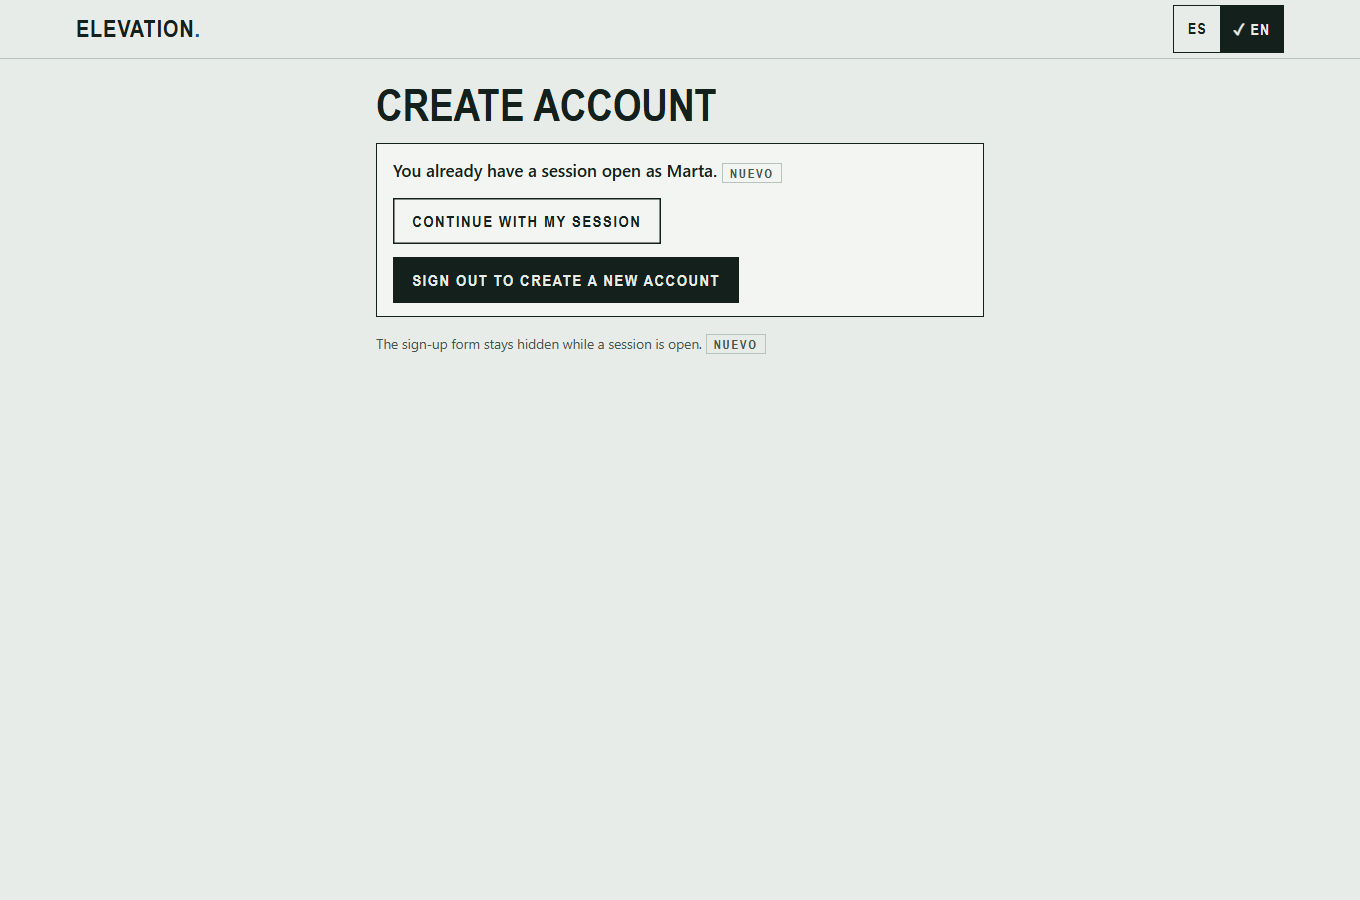 ELEVATION.
ES
✓ EN
CREATE ACCOUNT
You already have a session open as Marta. NUEVO
CONTINUE WITH MY SESSION
SIGN OUT TO CREATE A NEW ACCOUNT
The sign-up form stays hidden while a session is open. NUEVO